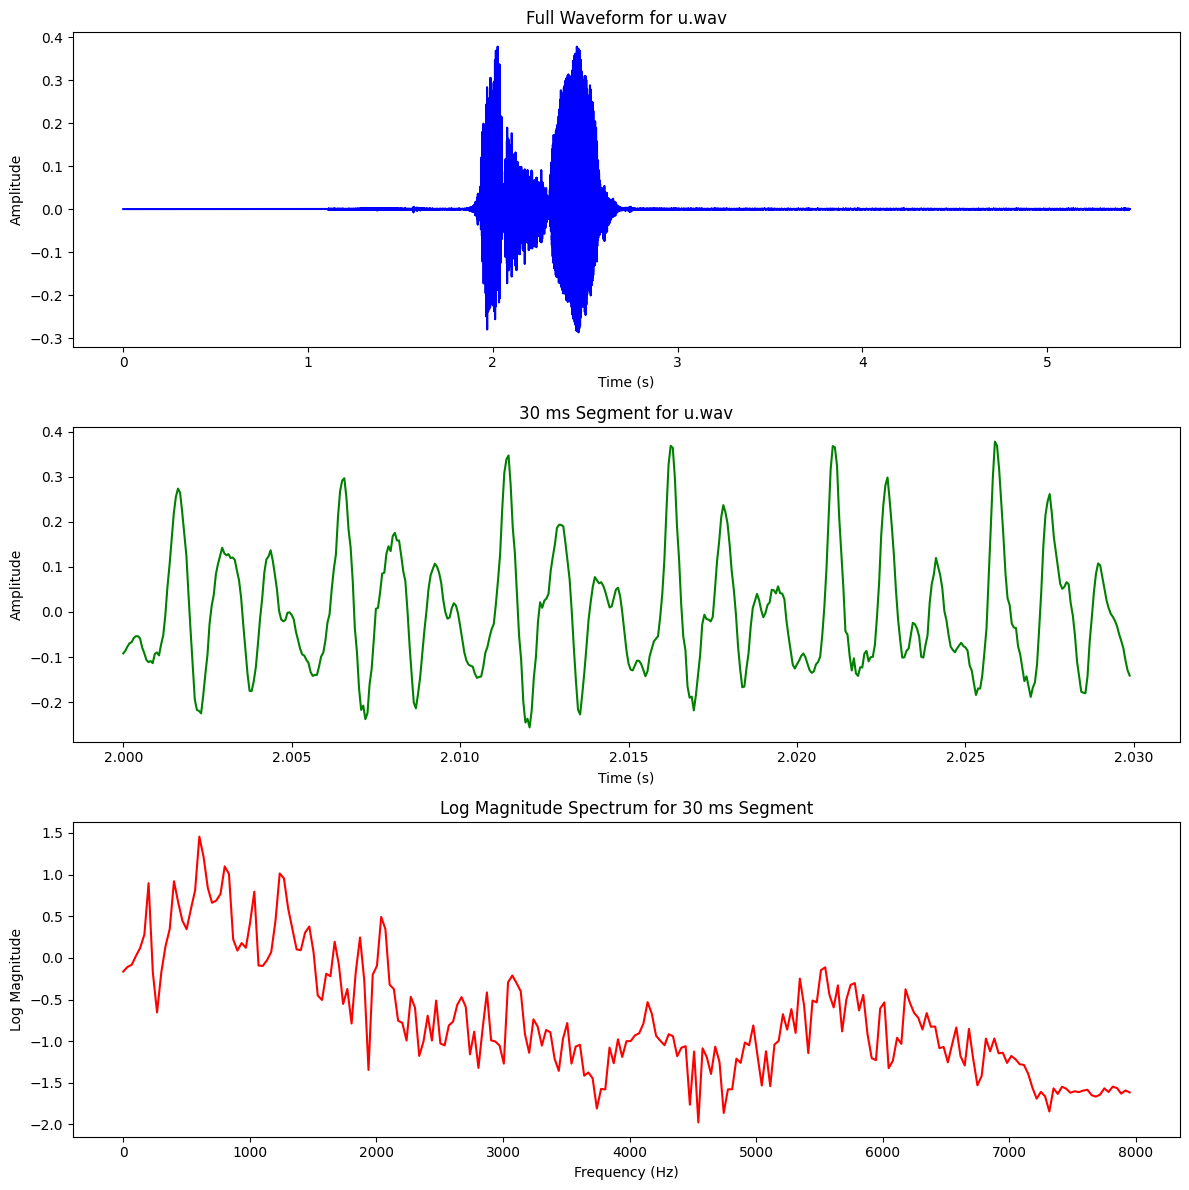 Full Waveform for u.wav
0.4
0.3
0.2
0.1
0.0
−0.1
−0.2
−0.3
Amplitude
0 1 2 3 4 5
Time (s)
30 ms Segment for u.wav
0.4
0.3
0.2
0.1
0.0
−0.1
−0.2
Amplitude
2.000 2.005 2.010 2.015 2.020 2.025 2.030
Time (s)
Log Magnitude Spectrum for 30 ms Segment
1.5
1.0
0.5
0.0
−0.5
−1.0
−1.5
−2.0
Log Magnitude
0 1000 2000 3000 4000 5000 6000 7000 8000
Frequency (Hz)